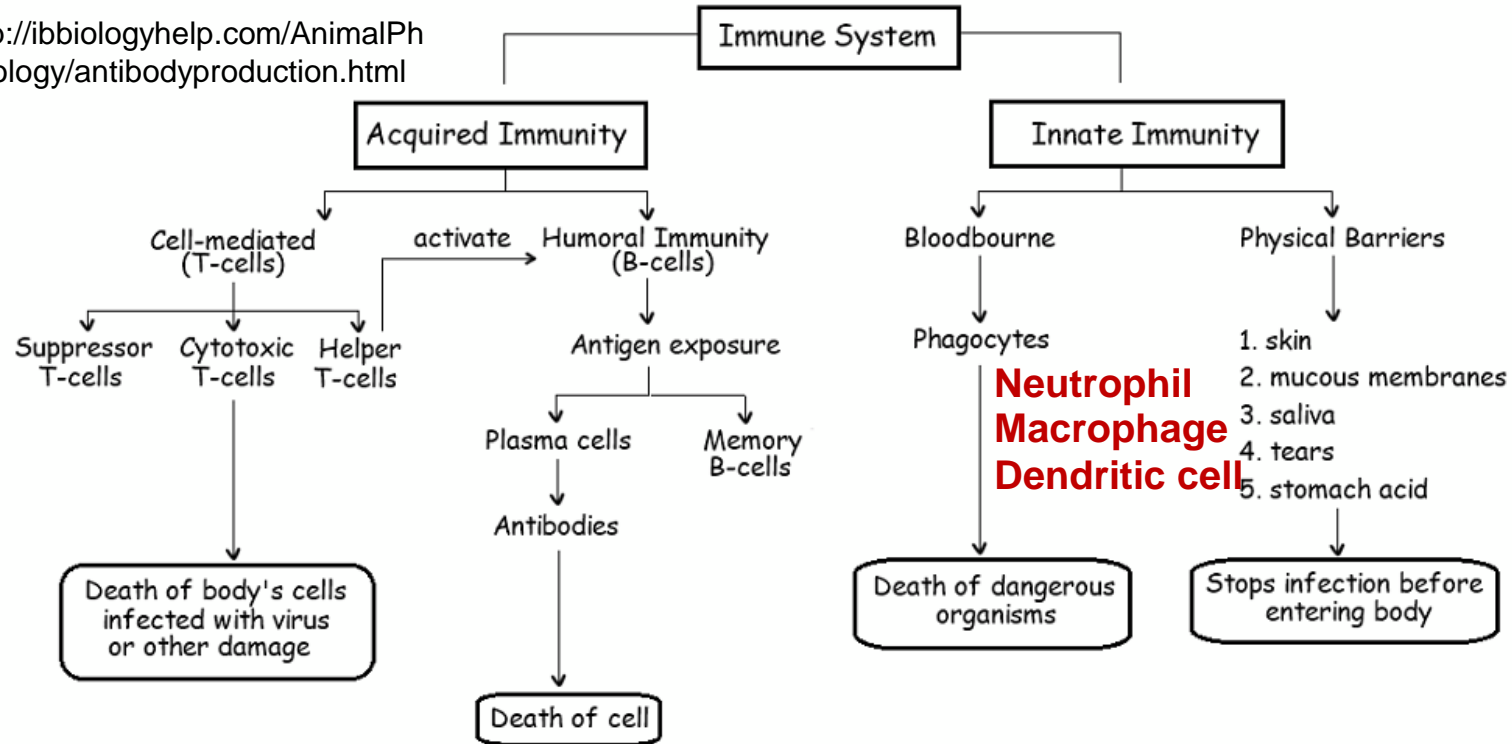 o://ibbiologyhelp.com/AnimalPh
ology/antibodyproduction.html
Immune System
Acquired Immunity
Innate Immunity
Cell-mediated
(T-cells)
activate
Humoral Immunity
(B-cells)
Bloodbourne
Physical Barriers
Suppressor
T-cells
Cytotoxic
T-cells
Helper
T-cells
Antigen exposure
Phagocytes
Neutrophil
Macrophage
Dendritic cell
1. skin
2. mucous membranes
3. saliva
4. tears
5. stomach acid
Plasma cells
Memory
B-cells
Antibodies
Death of body's cells
infected with virus
or other damage
Death of cell
Death of dangerous
organisms
Stops infection before
entering body